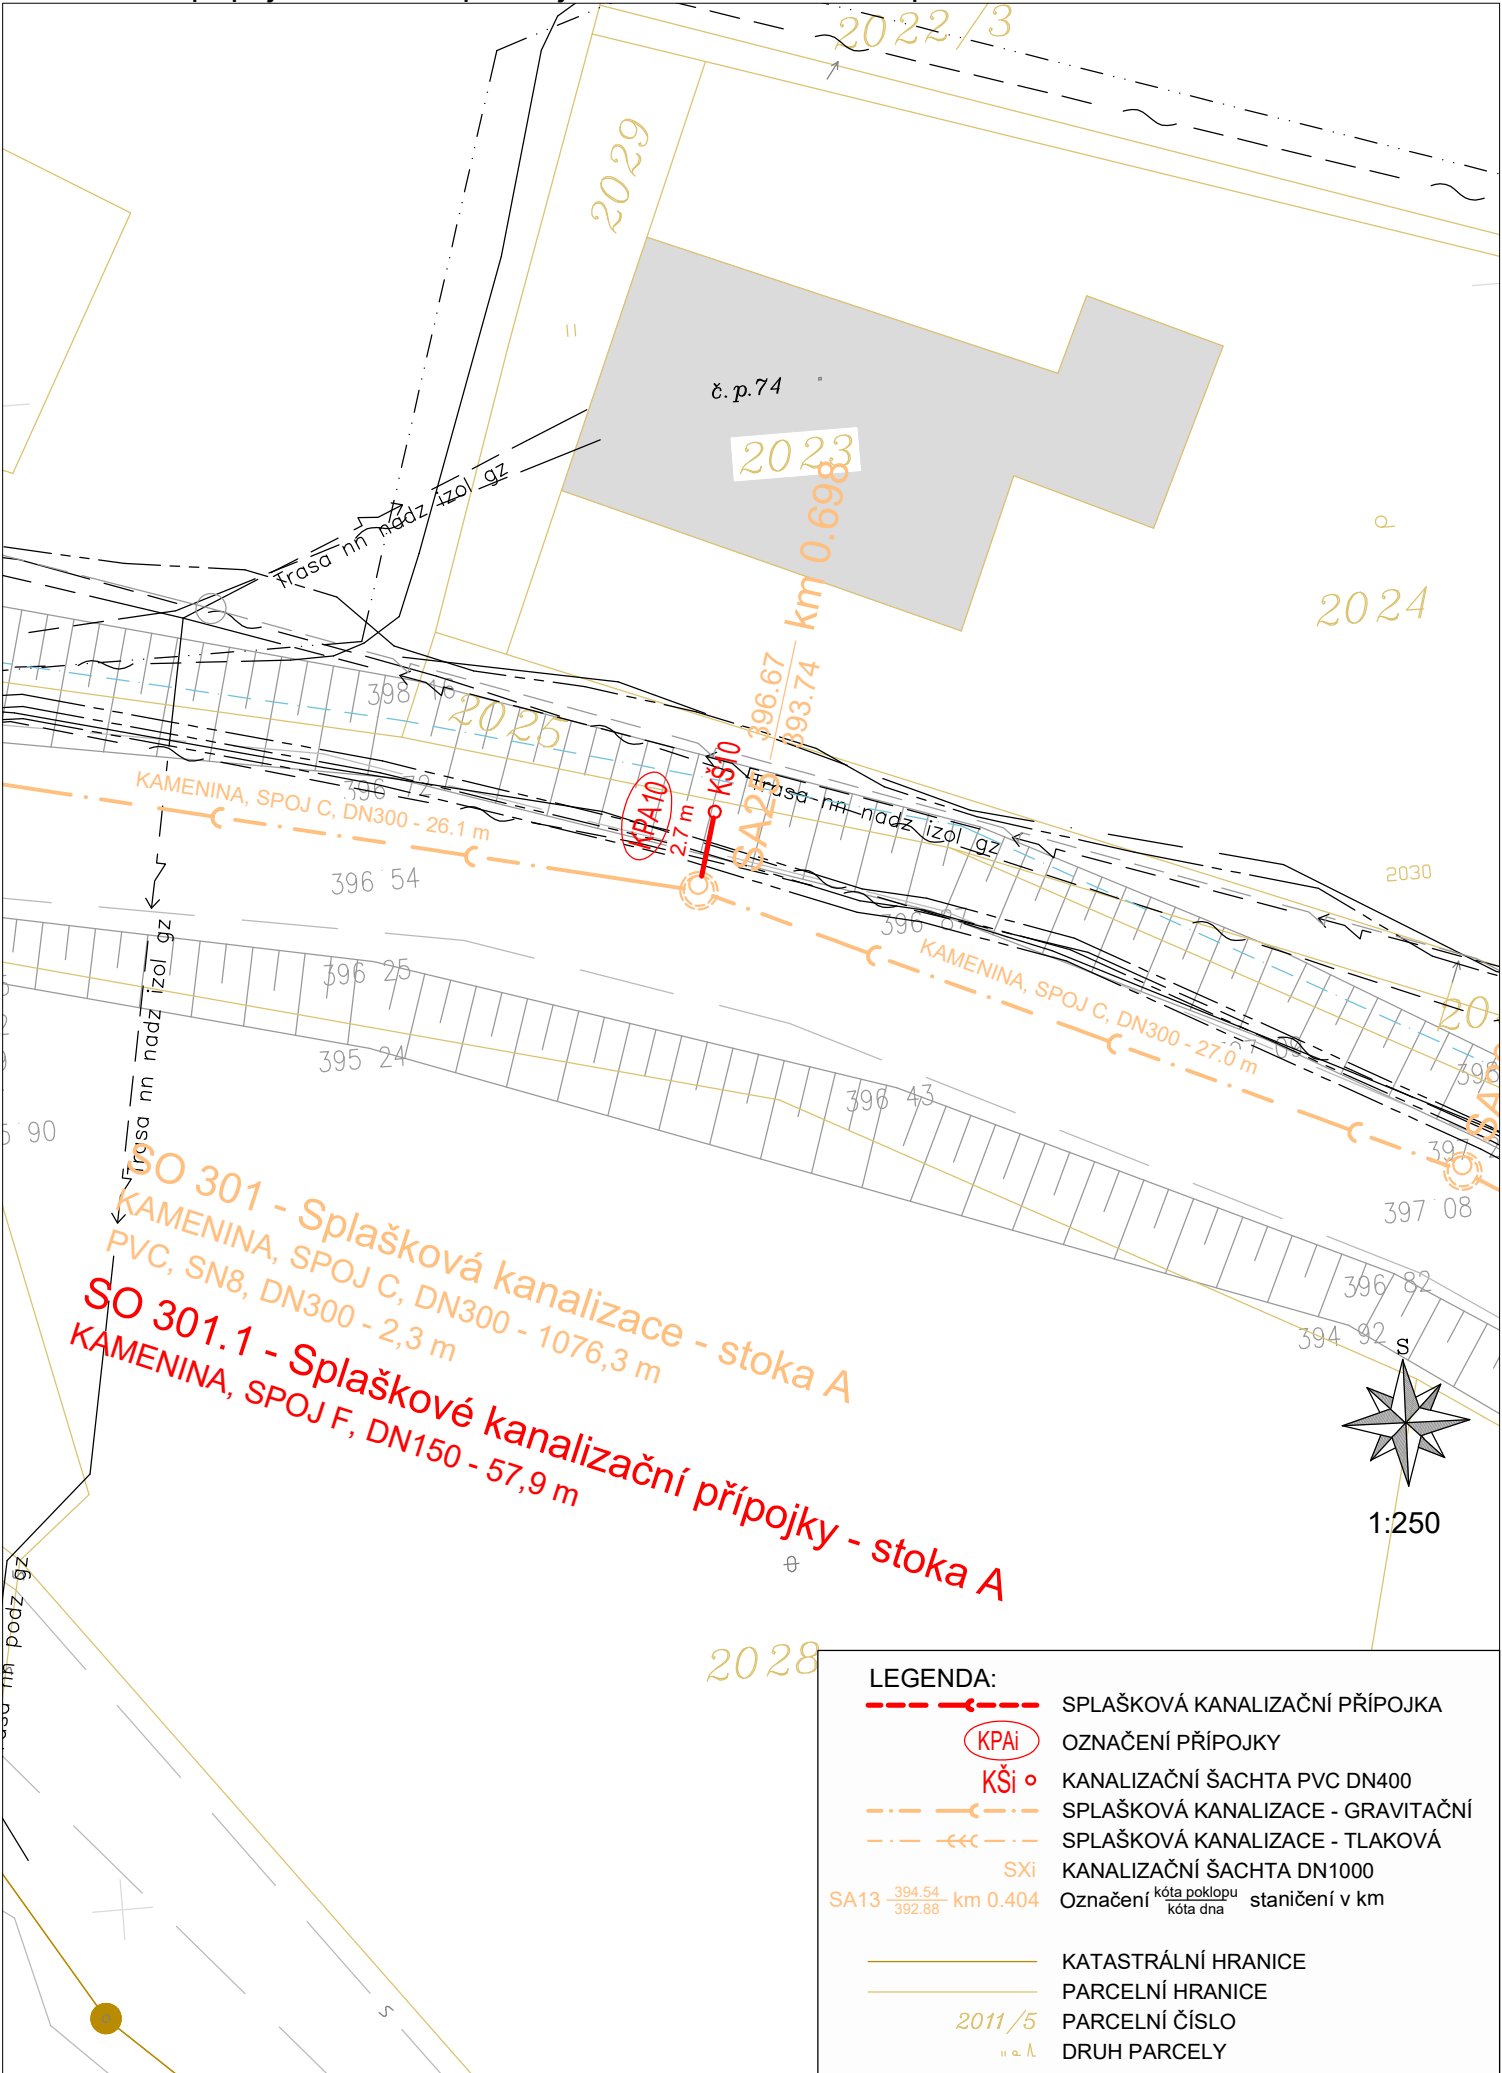 2022/3
2029
č.p.74
2023
Trasa nn nadz izol gz
km 0.698
396.67
393.74
SA25
2024
2025
KŠ10
KPA10
2.7 m
396 72
KAMENINA, SPOJ C, DN300 - 26.1 m
Trasa nn nadz izol gz
396 54
2030
396 87
KAMENINA, SPOJ C, DN300 - 27.0 m
396 25
Trasa nn nadz izol gz
395 24
396 43
397 08
396 82
394 92
SO 301 - Splašková kanalizace - stoka A
KAMENINA, SPOJ C, DN300 - 1076,3 m
PVC, SN8, DN300 - 2,3 m
SO 301.1 - Splaškové kanalizační přípojky - stoka A
KAMENINA, SPOJ F, DN150 - 57,9 m
S
1:250
podz gz
2028
LEGENDA:
SPLAŠKOVÁ KANALIZAČNÍ PŘÍPOJKA
KPAi OZNAČENÍ PŘÍPOJKY
KŠi KANALIZAČNÍ ŠACHTA PVC DN400
SPLAŠKOVÁ KANALIZACE - GRAVITAČNÍ
SPLAŠKOVÁ KANALIZACE - TLAKOVÁ
SXi KANALIZAČNÍ ŠACHTA DN1000
SA13 394.54 392.88 km 0.404 Označení kóta poklopu kóta dna staničení v km
KATASTRÁLNÍ HRANICE
PARCELNÍ HRANICE
2011/5 PARCELNÍ ČÍSLO
DRUH PARCELY